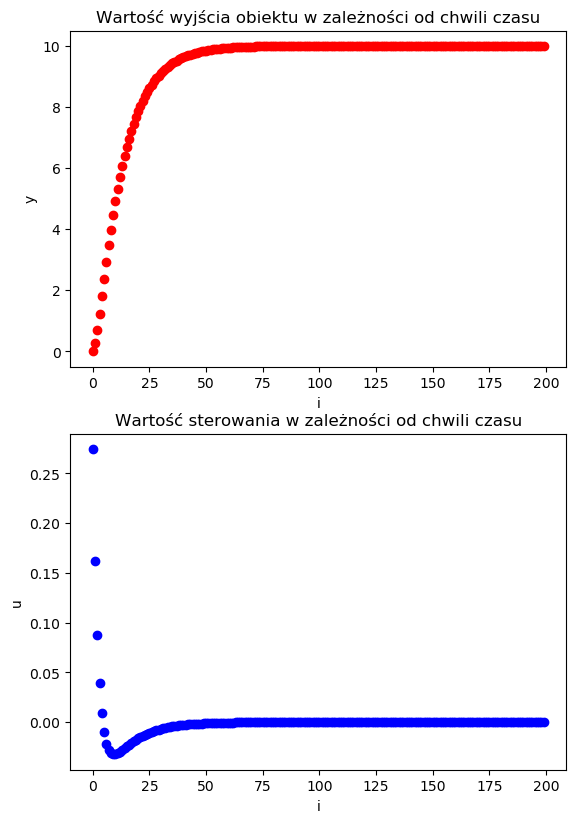 Wartość wyjścia obiektu w zależności od chwili czasu
10
8
6
4
2
0
y
0 25 50 75 100 125 150 175 200
i
Wartość sterowania w zależności od chwili czasu
0.25
0.20
0.15
0.10
0.05
0.00
u
0 25 50 75 100 125 150 175 200
i